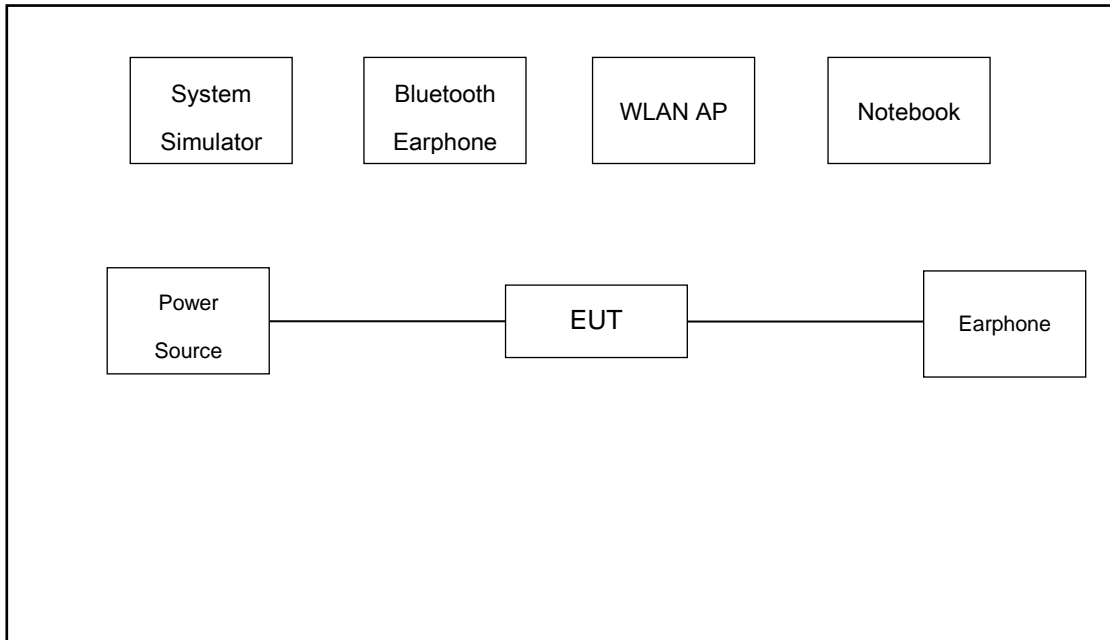 System
Simulator
Bluetooth
Earphone
WLAN AP
Notebook
Power
Source
EUT
Earphone